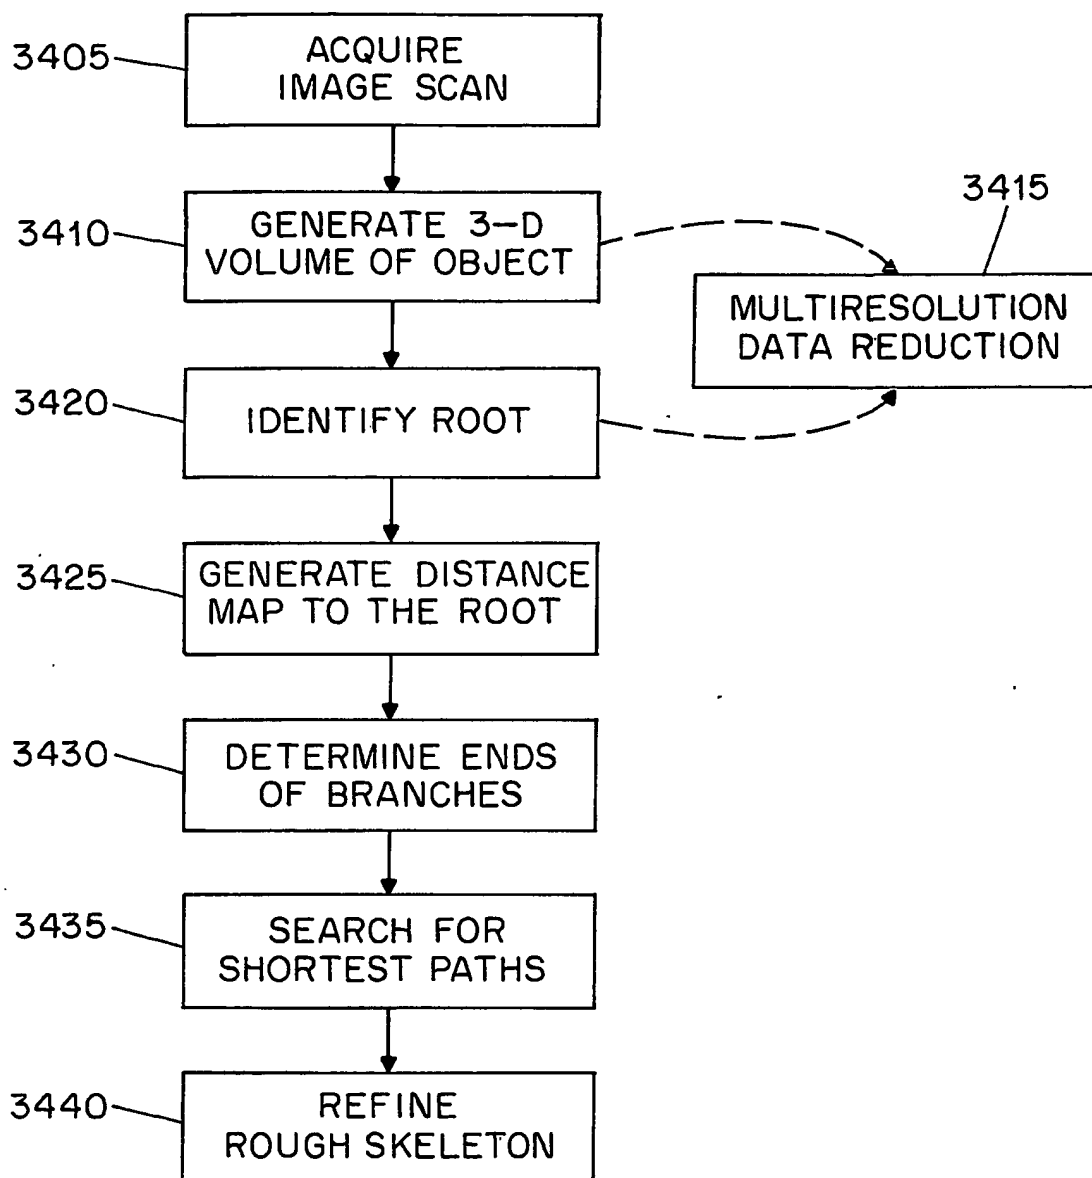 3405
ACQUIRE
IMAGE SCAN
3410
GENERATE 3-D
VOLUME OF OBJECT
3415
MULTIRESOLUTION
DATA REDUCTION
3420
IDENTIFY ROOT
3425
GENERATE DISTANCE
MAP TO THE ROOT
3430
DETERMINE ENDS
OF BRANCHES
3435
SEARCH FOR
SHORTEST PATHS
3440
REFINE
ROUGH SKELETON